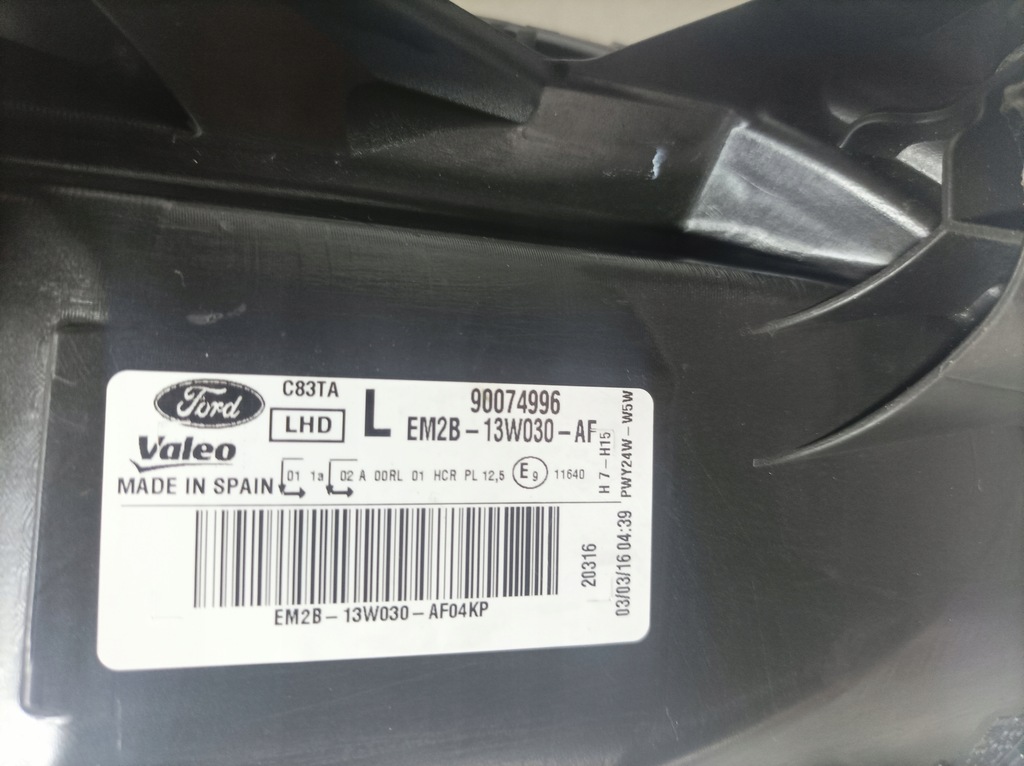 Ford C83TA
Valeo LHD L 90074996
EM2B-13W030-AF
MADE IN SPAIN 01 1a 02 A 00RL 01 HCR PL 12,5 E9 11640
H7-H15
PWY24W-W5W
EM2B-13W030-AF04KP
20316
03/03/16 04:39